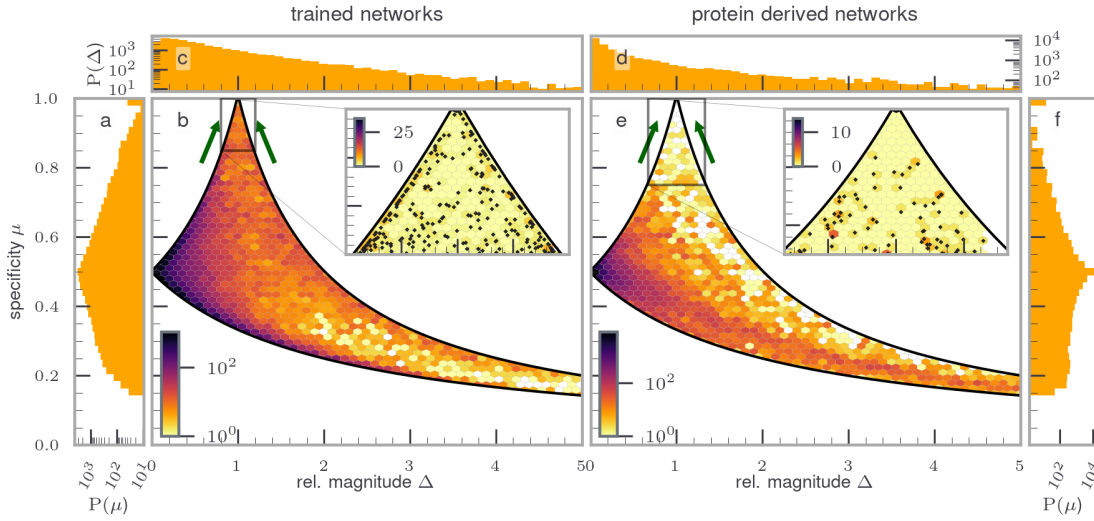 trained networks
protein derived networks
P(Δ)
10³
10²
10¹
c
d
10⁴
10²
1.0
0.8
0.6
0.4
0.2
0.0
specificity μ
a
b
25
0
10²
10⁰
e
10
0
10²
10⁰
f
10³
10²
10¹
P(μ)
0
1
2
3
4
5
rel. magnitude Δ
0
1
2
3
4
5
rel. magnitude Δ
10²
10⁴
P(μ)